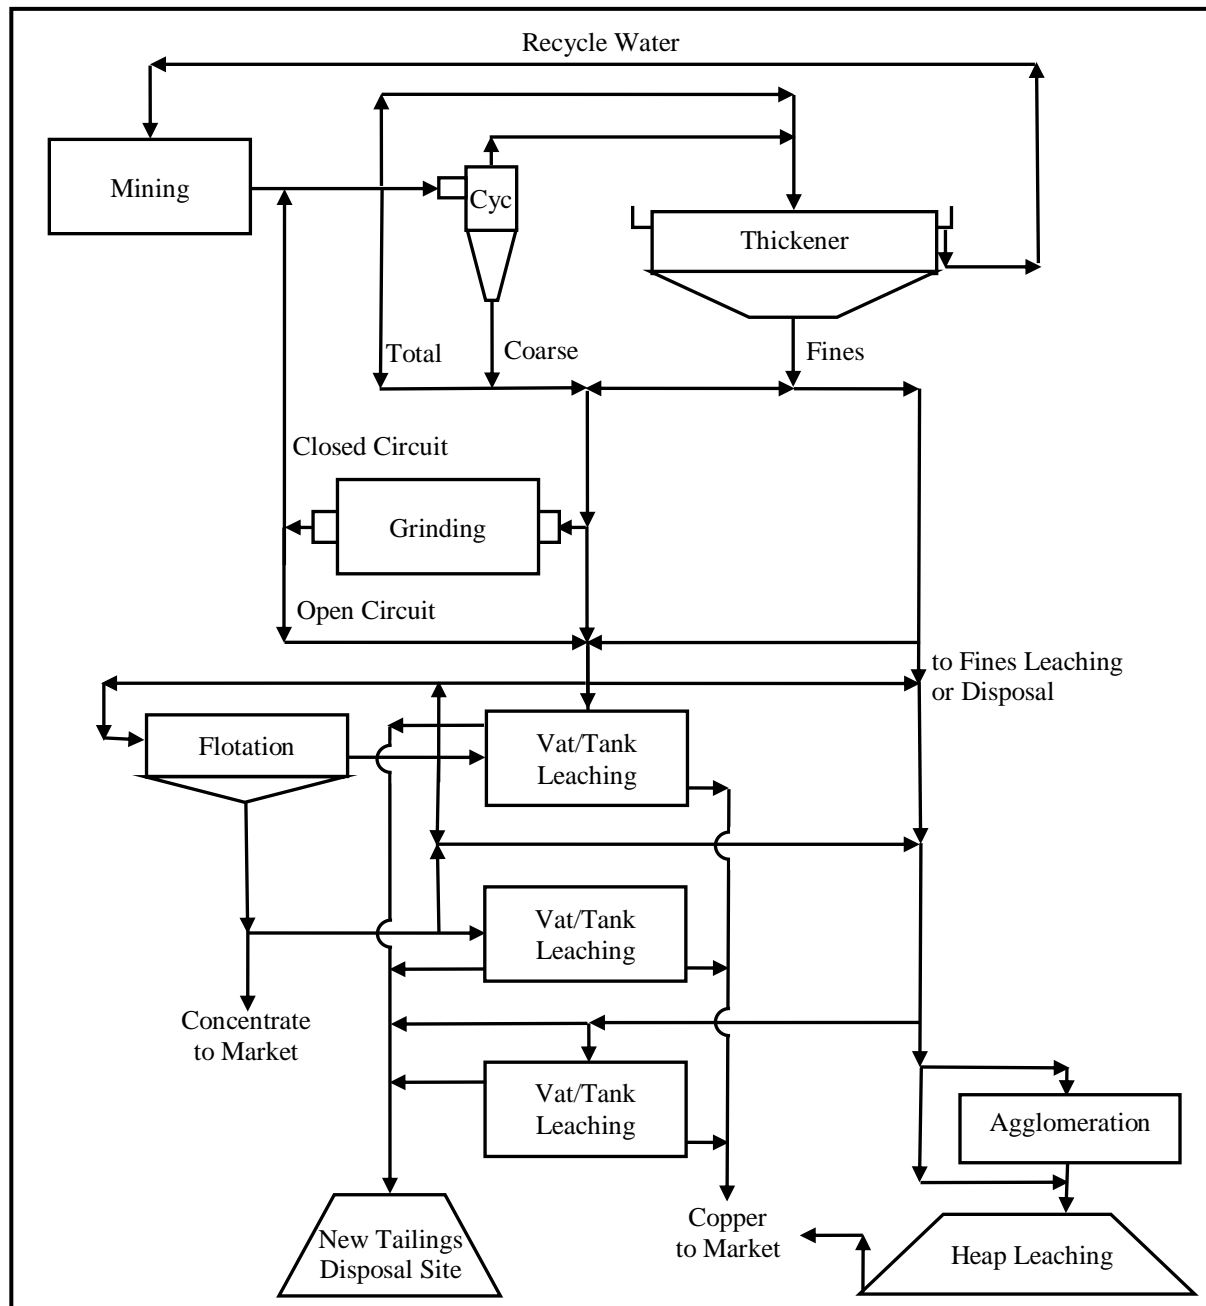 Recycle Water
Mining
Cyc
Thickener
Total
Coarse
Fines
Closed Circuit
Grinding
Open Circuit
to Fines Leaching
or Disposal
Flotation
Vat/Tank
Leaching
Vat/Tank
Leaching
Concentrate
to Market
Vat/Tank
Leaching
Agglomeration
New Tailings
Disposal Site
Copper
to Market
Heap Leaching